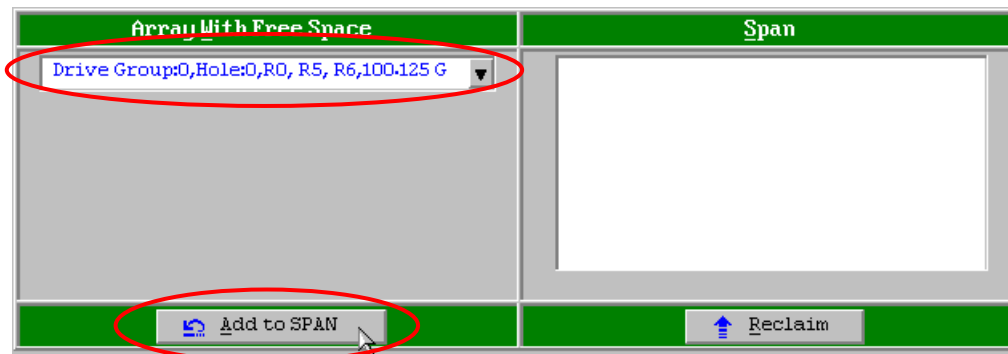 Array With Free Space
Span
Drive Group:0,Hole:0,R0, R5, R6,100.125 G
Add to SPAN
Reclaim